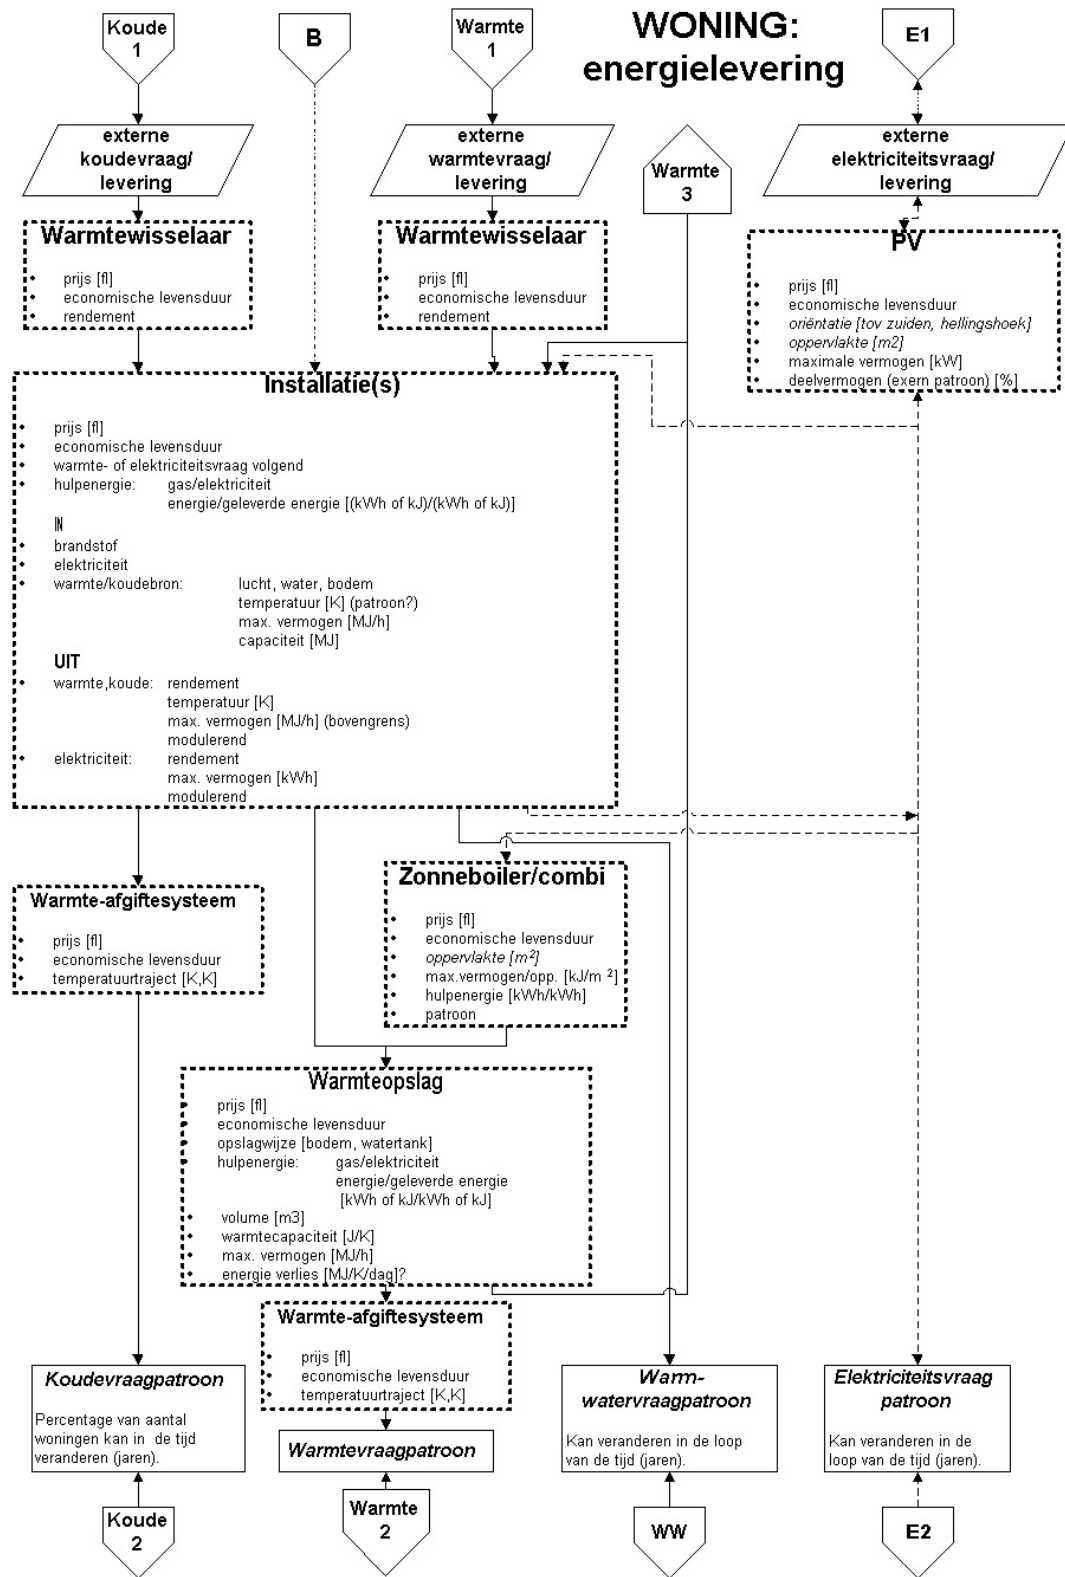 WONING:
energielevering
Koude
1
B
Warmte
1
E1
externe
koudevraag/
levering
externe
warmtevraag/
levering
Warmte
3
externe
elektriciteitsvraag/
levering
Warmtewisselaar
• prijs [fl]
• economische levensduur
• rendement
Warmtewisselaar
• prijs [fl]
• economische levensduur
• rendement
PV
• prijs [fl]
• economische levensduur
• oriëntatie [tov zuiden, hellingshoek]
• oppervlakte [m2]
• maximale vermogen [kW]
• deelvermogen (exern patroon) [%]
Installatie(s)
• prijs [fl]
• economische levensduur
• warmte- of elektriciteitsvraag volgend
• hulpenergie: gas/elektriciteit
energie/geleverde energie [(kWh of kJ)/(kWh of kJ)]
IN
• brandstof
• elektriciteit
• warmte/koudebron: lucht, water, bodem
temperatuur [K] (patroon?)
max. vermogen [MJ/h]
capaciteit [MJ]
UIT
• warmte,koude: rendement
temperatuur [K]
max. vermogen [MJ/h] (bovengrens)
modulerend
• elektriciteit: rendement
max. vermogen [kWh]
modulerend
Warmte-afgiftesysteem
• prijs [fl]
• economische levensduur
• temperatuurtraject [K,K]
Zonneboiler/combi
• prijs [fl]
• economische levensduur
• oppervlakte [m²]
• max.vermogen/opp. [kJ/m ²]
• hulpenergie [kWh/kWh]
• patroon
Warmteopslag
• prijs [fl]
• economische levensduur
• opslagwijze [bodem, watertank]
• hulpenergie: gas/elektriciteit
energie/geleverde energie
[kWh of kJ/kWh of kJ]
• volume [m3]
• warmtecapaciteit [J/K]
• max. vermogen [MJ/h]
• energie verlies [MJ/K/dag]?
Warmte-afgiftesysteem
• prijs [fl]
• economische levensduur
• temperatuurtraject [K,K]
Koudevraagpatroon
Percentage van aantal
woningen kan in de tijd
veranderen (jaren).
Warmtevraagpatroon
Warm-
watervraagpatroon
Kan veranderen in de loop
van de tijd (jaren).
Elektriciteitsvraag
patroon
Kan veranderen in de
loop van de tijd (jaren).
Koude
2
Warmte
2
WW
E2